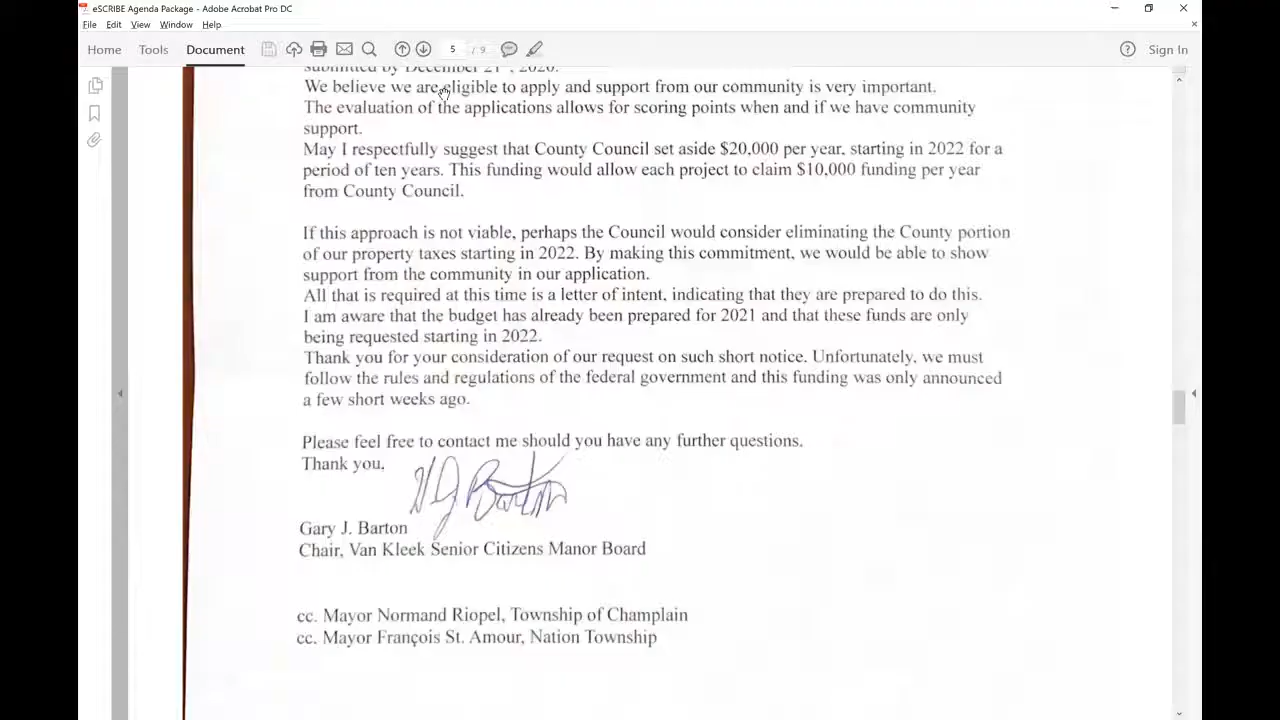 eSCRIBE Agenda Package - Adobe Acrobat Pro DC
File Edit View Window Help
Home Tools Document 5 / 9 Sign In
submitted by December 21st, 2020.
We believe we are eligible to apply and support from our community is very important.
The evaluation of the applications allows for scoring points when and if we have community
support.
May I respectfully suggest that County Council set aside $20,000 per year, starting in 2022 for a
period of ten years. This funding would allow each project to claim $10,000 funding per year
from County Council.
If this approach is not viable, perhaps the Council would consider eliminating the County portion
of our property taxes starting in 2022. By making this commitment, we would be able to show
support from the community in our application.
All that is required at this time is a letter of intent, indicating that they are prepared to do this.
I am aware that the budget has already been prepared for 2021 and that these funds are only
being requested starting in 2022.
Thank you for your consideration of our request on such short notice. Unfortunately, we must
follow the rules and regulations of the federal government and this funding was only announced
a few short weeks ago.
Please feel free to contact me should you have any further questions.
Thank you,
Barton
Gary J. Barton
Chair, Van Kleek Senior Citizens Manor Board
cc. Mayor Normand Riopel, Township of Champlain
cc. Mayor François St. Amour, Nation Township